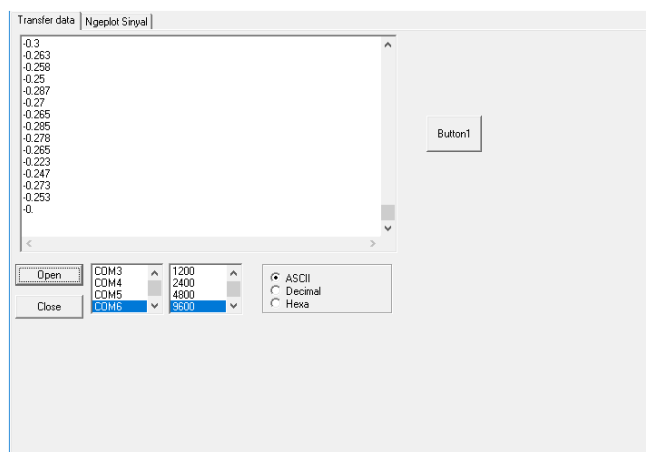 Transfer data
Ngeplot Sinyal
-0.3
-0.263
-0.258
-0.25
-0.287
-0.27
-0.265
-0.285
-0.278
-0.265
-0.223
-0.247
-0.273
-0.253
-0.
Button1
Open
Close
COM3
COM4
COM5
COM6
1200
2400
4800
9600
ASCII
Decimal
Hexa